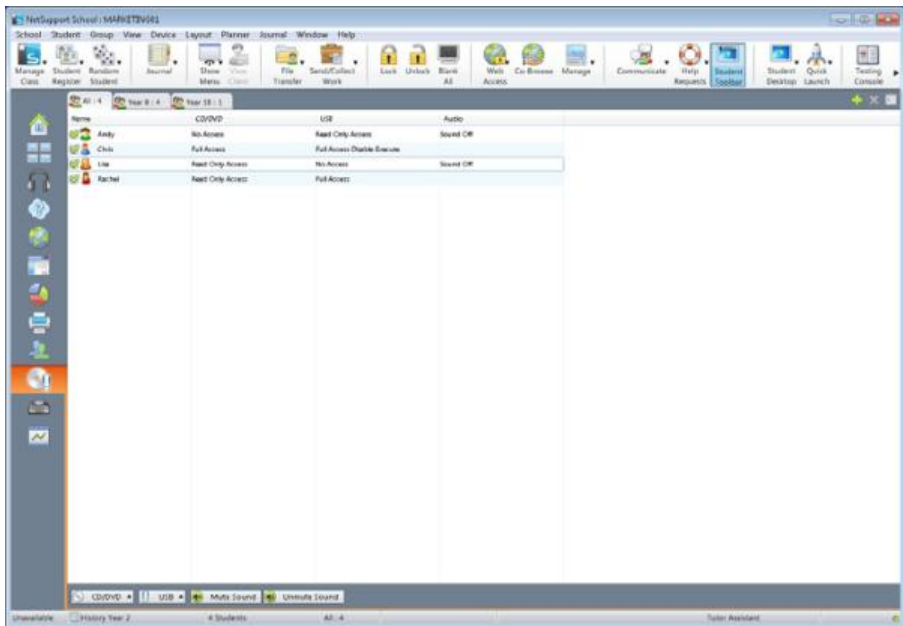 NetSupport School : MARKETING01
School Student Group View Device Layout Planner Journal Window Help
Manage Class
Student Register
Random Student
Journal
Show Menu
View Client
File Transfer
Send/Collect Work
Lock
Unlock
Blank All
Web Access
Co-Browse
Manage
Communicate
Help Requests
Student Toolbar
Student Desktop
Quick Launch
Testing Console
All : 4 Year 8 : 4 Year 10 : 1
Name CD/DVD USB Audio
Andy No Access Read Only Access Sound Off
Chris Full Access Full Access Disable Execute
Lisa Read Only Access No Access Sound Off
Rachel Read Only Access Full Access
CD/DVD USB Mute Sound Unmute Sound
Unavailable History Year 2 4 Students All : 4 Tutor Assistant